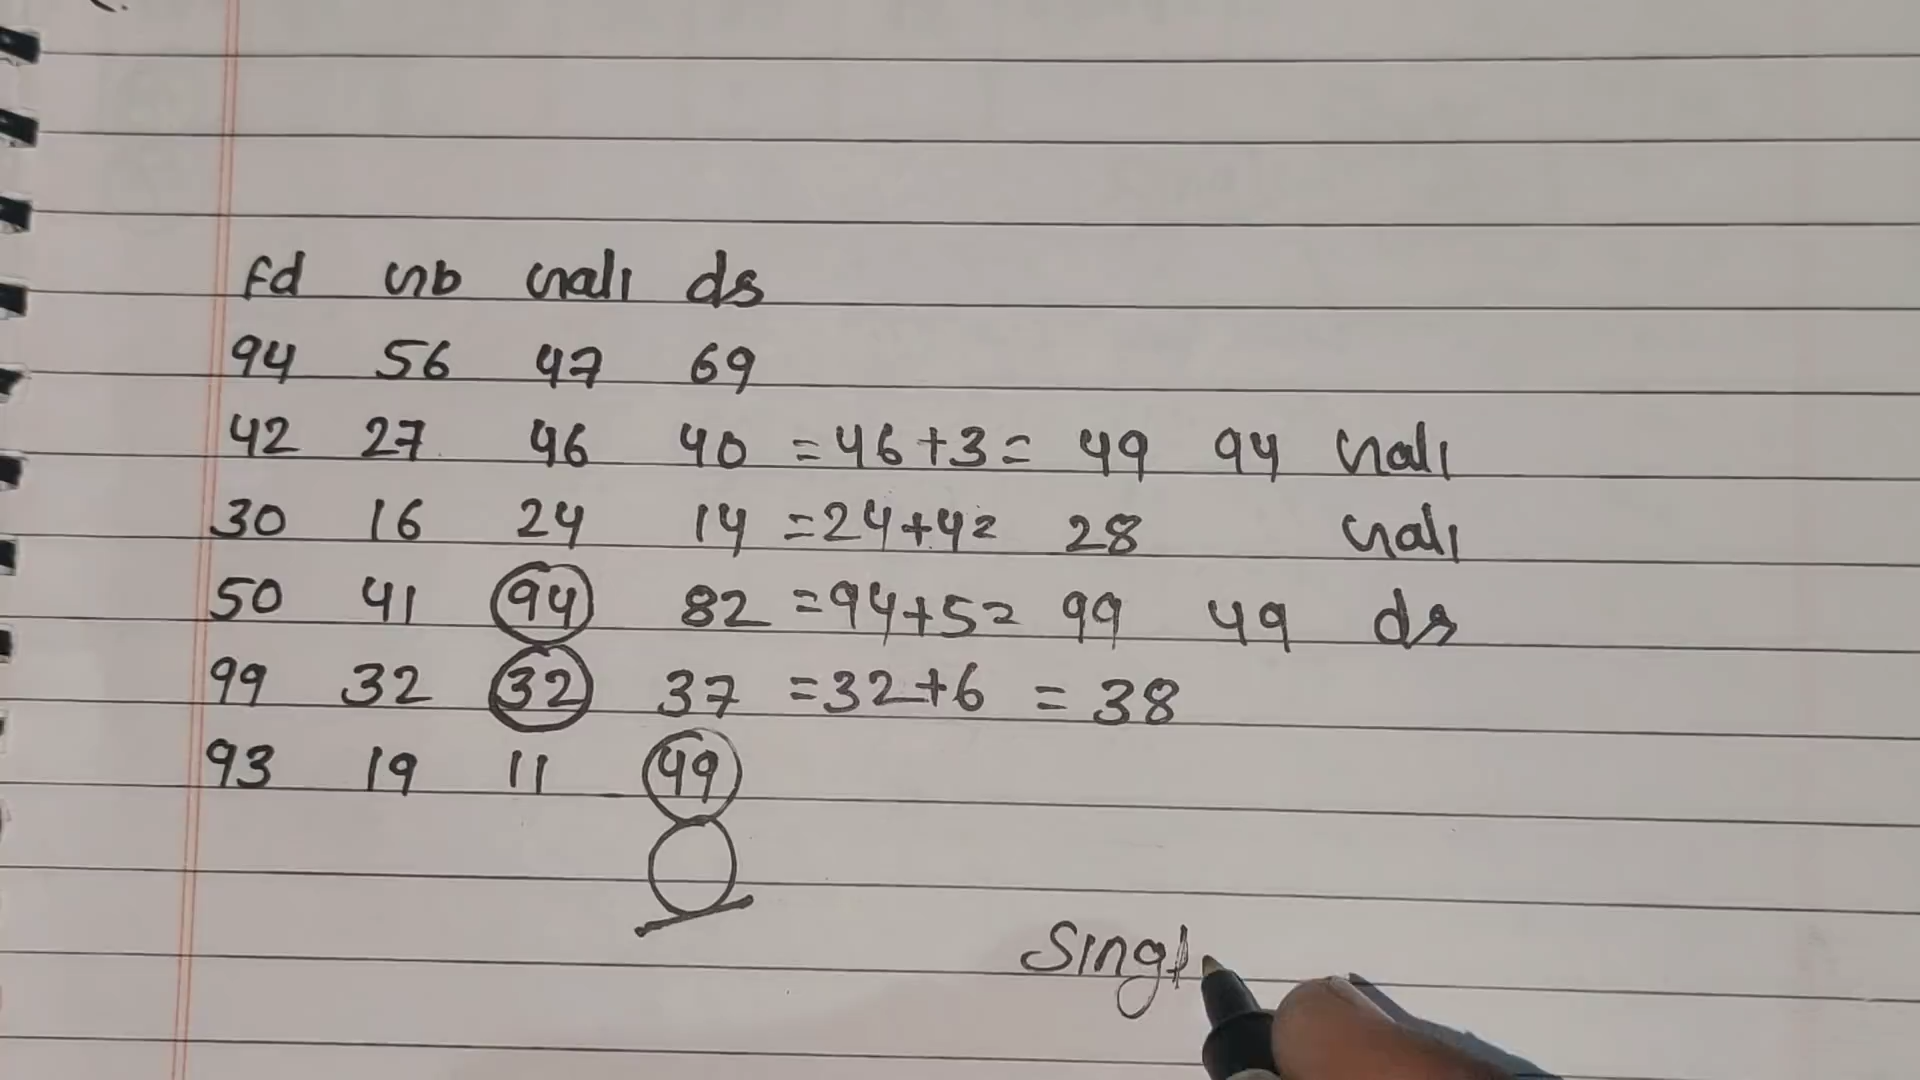 fd gb gali ds
94 56 47 69
42 27 46 40 =46+3= 49 94 gali
30 16 24 14 =24+4= 28 gali
50 41 94 82 =94+5= 99 49 ds
99 32 32 37 =32+6 = 38
93 19 11 49
Singl